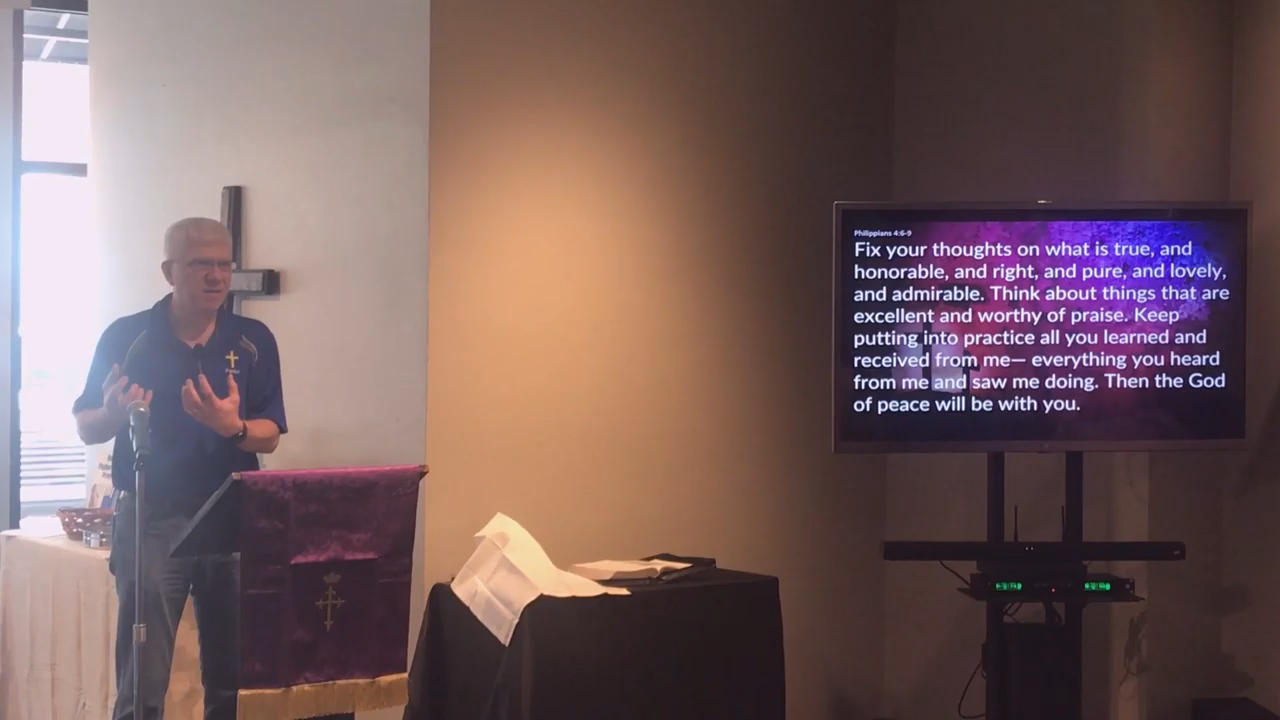 Philippians 4:6-9
Fix your thoughts on what is true, and
honorable, and right, and pure, and lovely,
and admirable. Think about things that are
excellent and worthy of praise. Keep
putting into practice all you learned and
received from me— everything you heard
from me and saw me doing. Then the God
of peace will be with you.